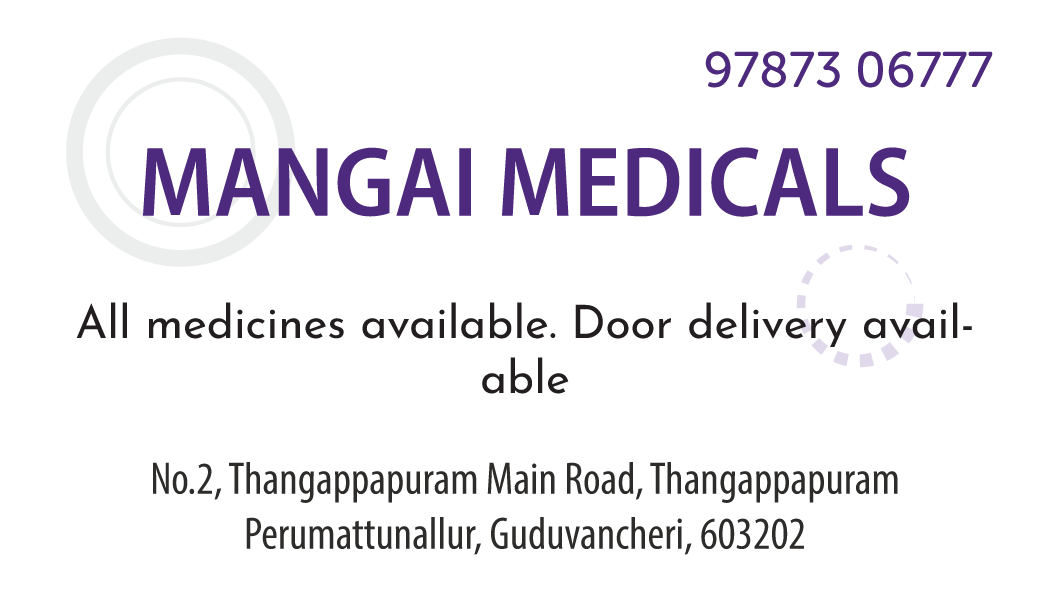 97873 06777
MANGAI MEDICALS
All medicines available. Door delivery avail-
able
No.2, Thangappapuram Main Road, Thangappapuram
Perumattunallur, Guduvancheri, 603202